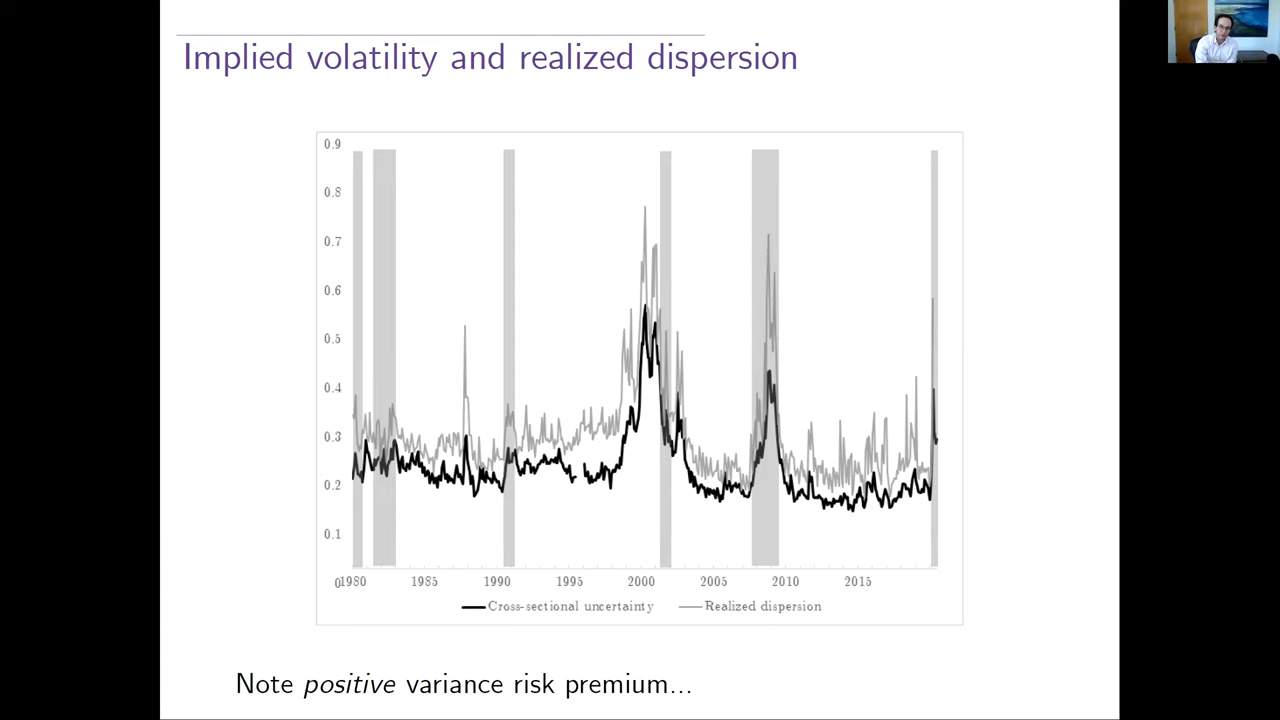 Implied volatility and realized dispersion
0.9
0.8
0.7
0.6
0.5
0.4
0.3
0.2
0.1
0
1980 1985 1990 1995 2000 2005 2010 2015
Cross-sectional uncertainty Realized dispersion
Note positive variance risk premium...